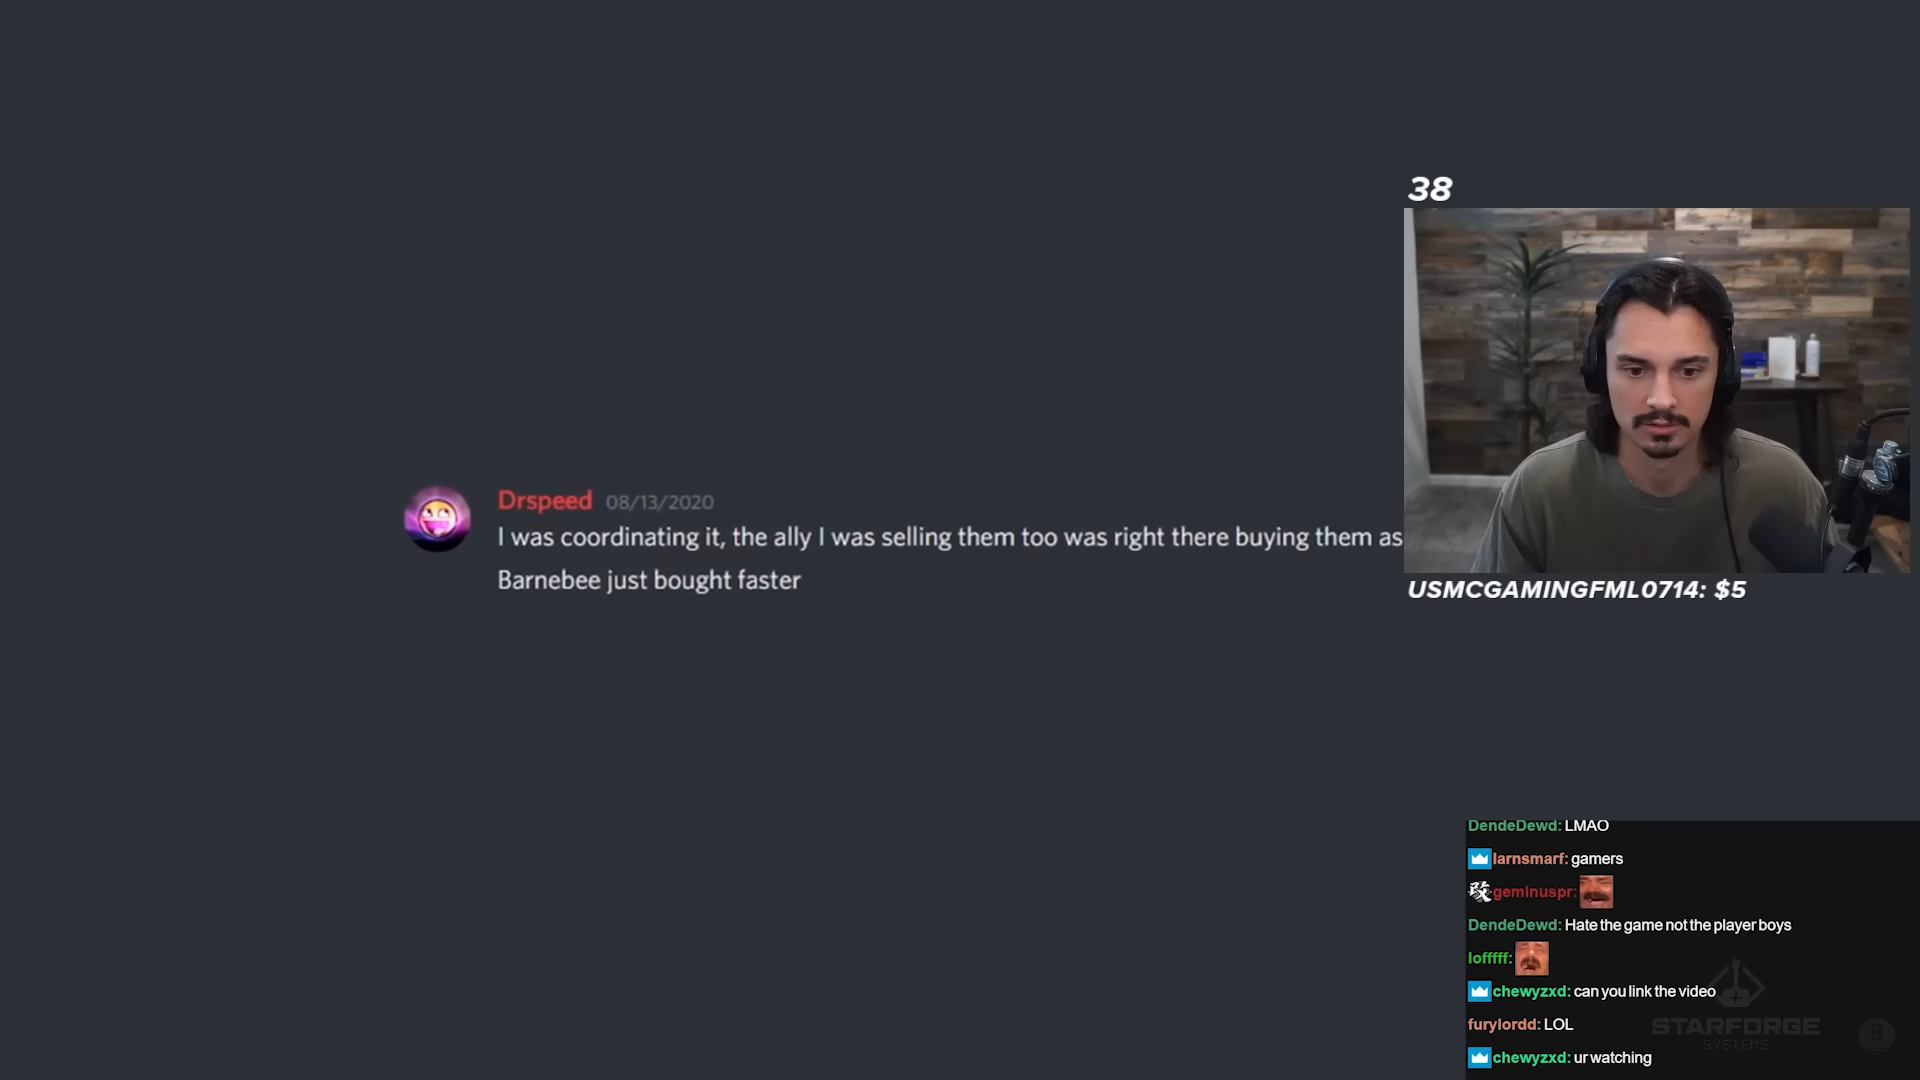 38
Drspeed 08/13/2020
I was coordinating it, the ally I was selling them too was right there buying them as
Barnebee just bought faster
USMCGAMINGFML0714: $5
DendeDewd: LMAO
larnsmarf: gamers
改 geminuspr:
DendeDewd: Hate the game not the player boys
lofffff:
chewyzxd: can you link the video
furylordd: LOL
chewyzxd: ur watching
STARFORGE
SYSTEMS
B